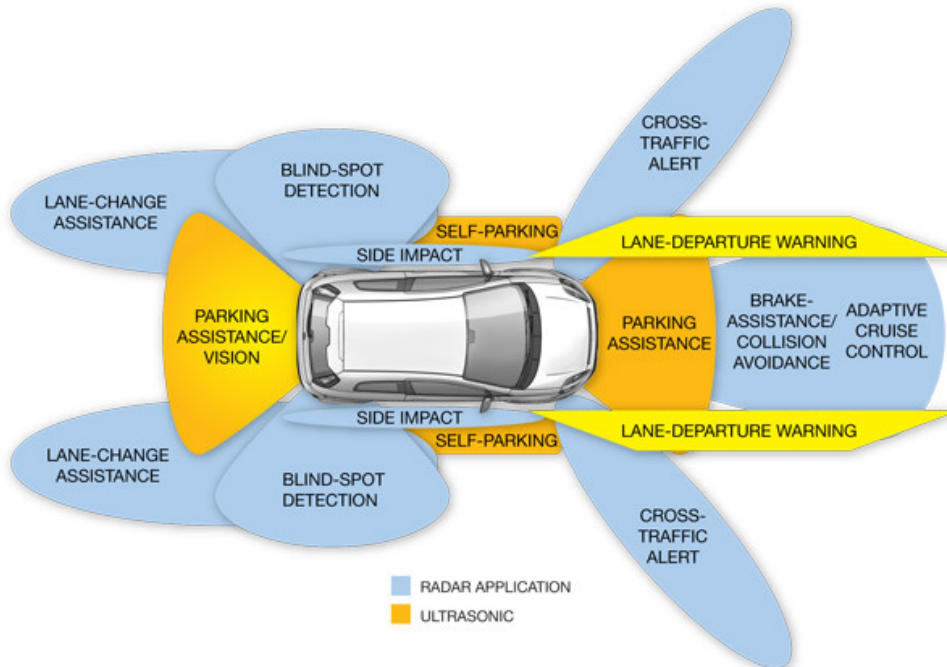 CROSS-
TRAFFIC
ALERT
BLIND-SPOT
DETECTION
LANE-CHANGE
ASSISTANCE
SELF-PARKING
LANE-DEPARTURE WARNING
SIDE IMPACT
PARKING
ASSISTANCE/
VISION
PARKING
ASSISTANCE
BRAKE-
ASSISTANCE/
COLLISION
AVOIDANCE
ADAPTIVE
CRUISE
CONTROL
SIDE IMPACT
SELF-PARKING
LANE-DEPARTURE WARNING
LANE-CHANGE
ASSISTANCE
BLIND-SPOT
DETECTION
CROSS-
TRAFFIC
ALERT
RADAR APPLICATION
ULTRASONIC